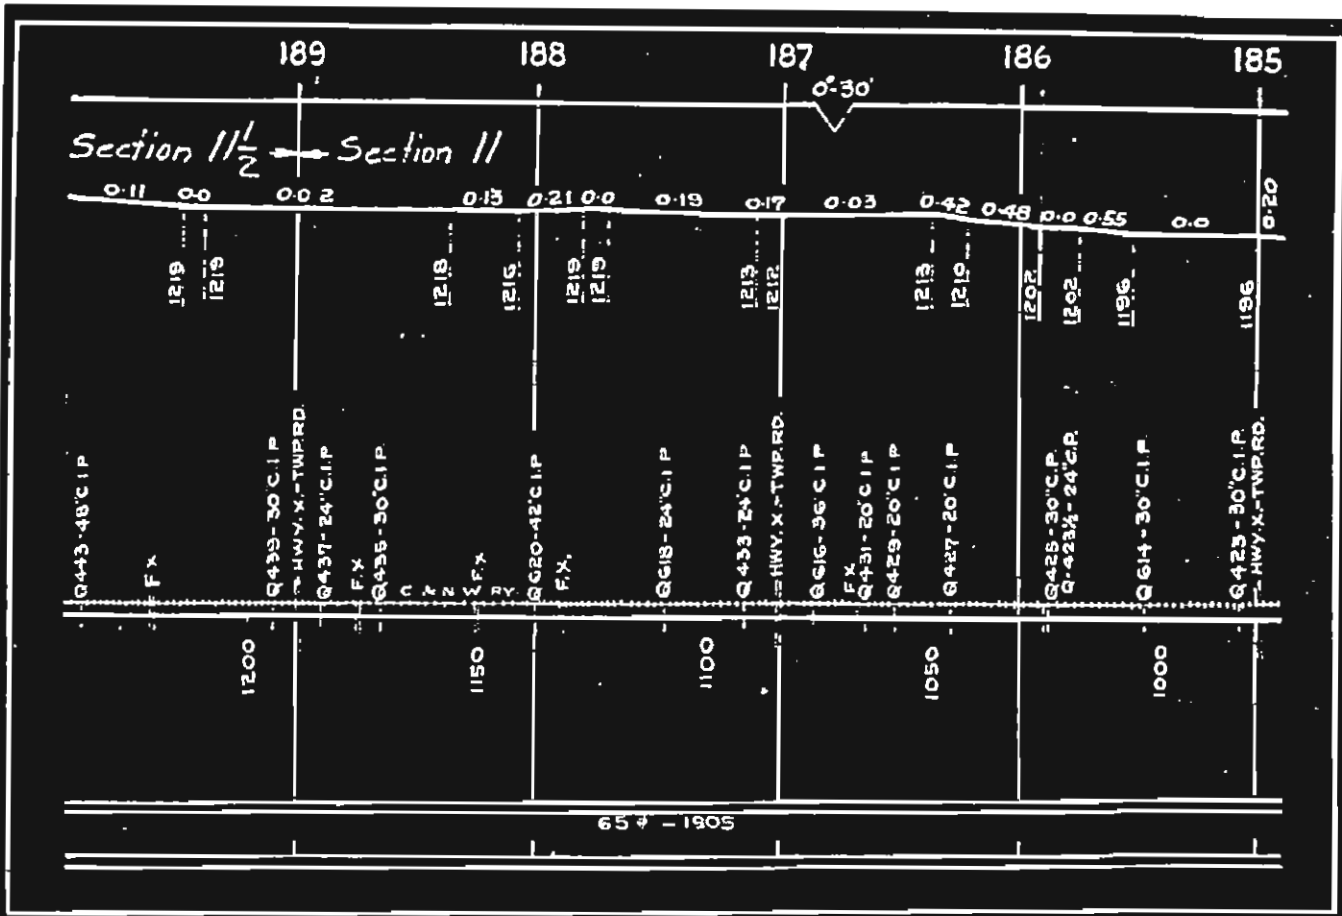 189 188 187 186 185
0°-30'
Section 11½ Section 11
0.11 0.0 0.02 0.13 0.21 0.0 0.19 0.17 0.03 0.42 0.48 0.0 0.55 0.0 0.20
1219 1219 1218 1216 1219 1219 1213 1212 1213 1210 1202 1202 1196 1196
Q443-48"C.I.P
F.X
Q439-30"C.I.P
HWY.X.-TWP.RD.
Q437-24"C.I.P
F.X
Q435-30"C.I.P
C & N W RY.
F.X
Q620-42"C.I.P
F.X.
Q618-24"C.I.P
Q433-24"C.I.P
HWY.X.-TWP.RD.
Q616-36"C.I.P
F.X.
Q431-20"C.I.P
Q429-20"C.I.P
Q427-20"C.I.P
Q425-30"C.P.
Q-423½-24"C.P.
Q614-30"C.I.P.
Q423-30"C.I.P.
HWY.X.-TWP.RD.
1200 1150 1100 1050 1000
65# - 1905